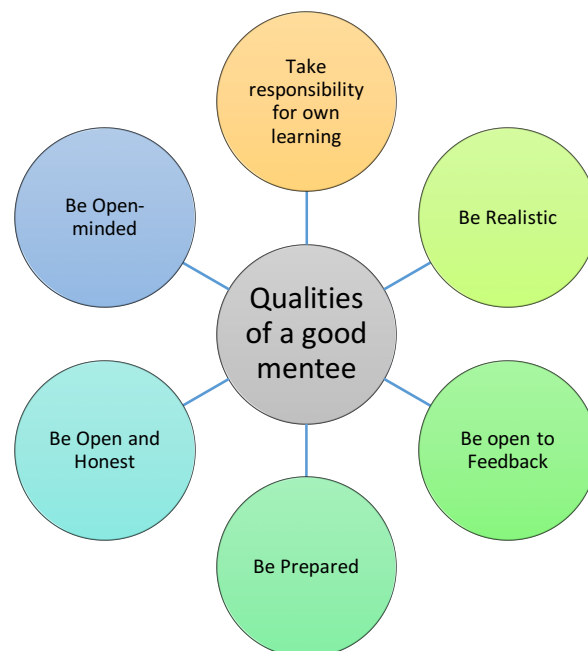 Take
responsibility
for own
learning
Be Realistic
Be open to
Feedback
Be Prepared
Be Open and
Honest
Be Open-
minded
Qualities
of a good
mentee